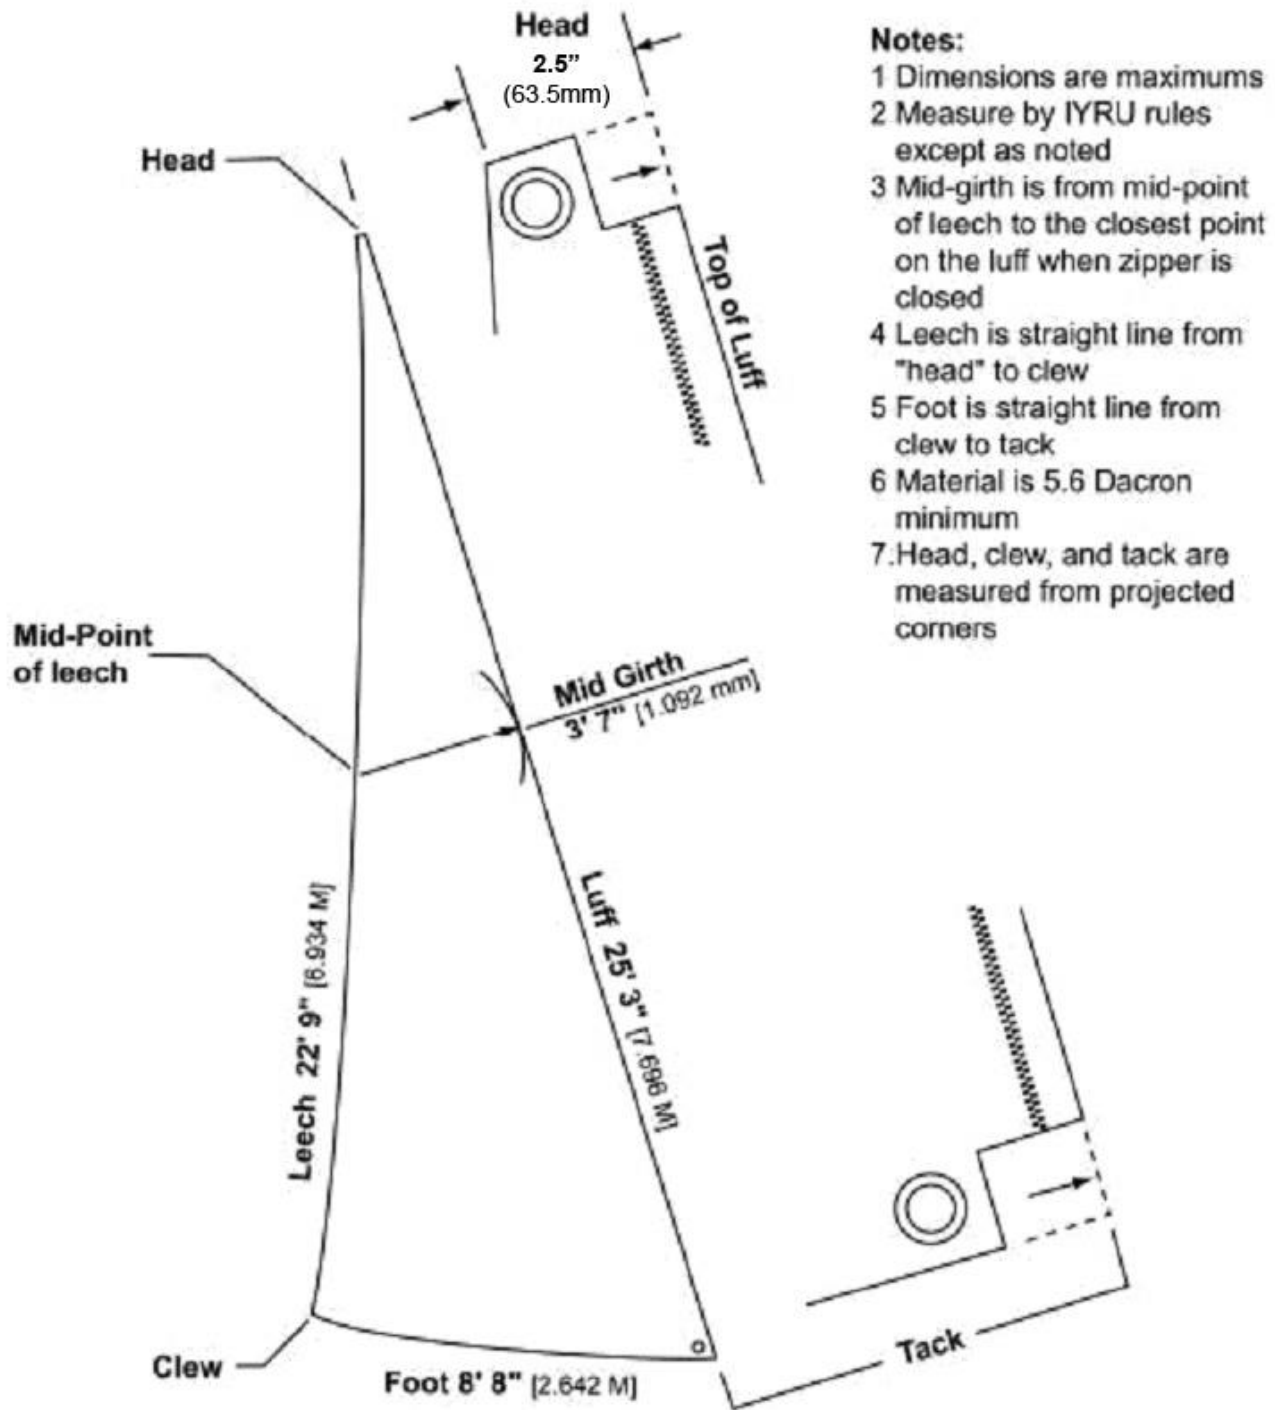 Head
2.5”
(63.5mm)
Head
Top of Luff
Notes:
1 Dimensions are maximums
2 Measure by IYRU rules
except as noted
3 Mid-girth is from mid-point
of leech to the closest point
on the luff when zipper is
closed
4 Leech is straight line from
"head" to clew
5 Foot is straight line from
clew to tack
6 Material is 5.6 Dacron
minimum
7.Head, clew, and tack are
measured from projected
corners
Mid-Point
of leech
Mid Girth
3' 7" [1.092 mm]
Leech 22' 9" [6.934 M]
Luff 25' 3" [7.696 M]
Clew
Foot 8' 8" [2.642 M]
Tack